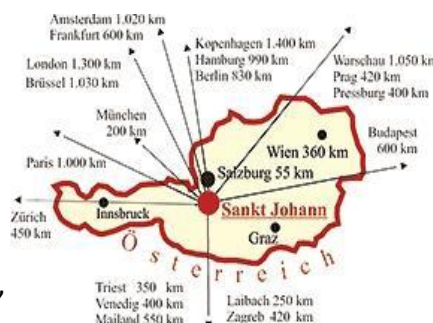 Amsterdam 1.020 km
Frankfurt 600 km
London 1.300 km
Brüssel 1.030 km
Kopenhagen 1.400 km
Hamburg 990 km
Berlin 830 km
Warschau 1.050 km
Prag 420 km
Pressburg 400 km
München
200 km
Budapest
600 km
Paris 1.000 km
Wien 360 km
Salzburg 55 km
Zürich
450 km
Innsbruck
Sankt Johann
Graz
Österreich
Triest 350 km
Venedig 400 km
Mailand 550 km
Laibach 250 km
Zagreb 420 km